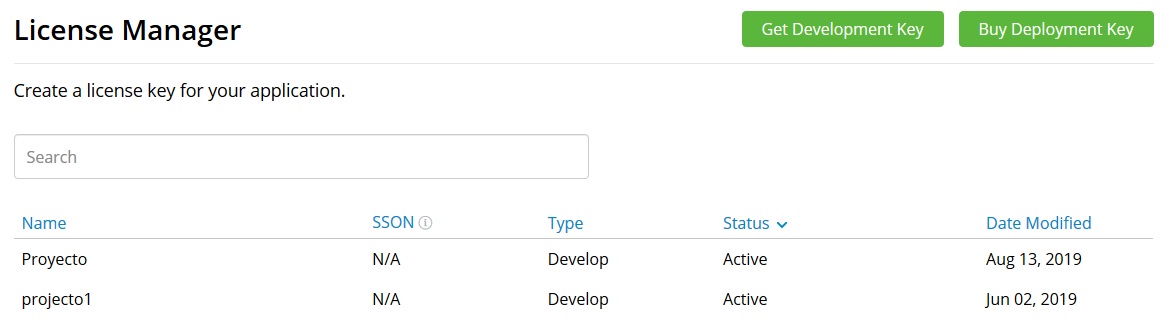 License Manager
Get Development Key
Buy Deployment Key
Create a license key for your application.
Search
Name SSON Type Status Date Modified
Proyecto N/A Develop Active Aug 13, 2019
projecto1 N/A Develop Active Jun 02, 2019